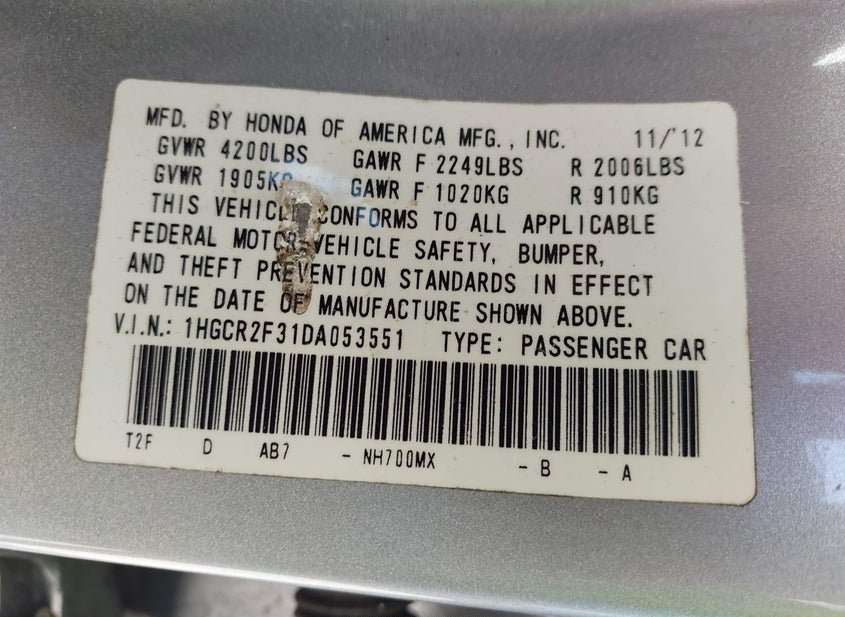 MFD. BY HONDA OF AMERICA MFG., INC. 11/'12
GVWR 4200LBS GAWR F 2249LBS R 2006LBS
GVWR 1905KG GAWR F 1020KG R 910KG
THIS VEHICLE CONFORMS TO ALL APPLICABLE
FEDERAL MOTOR VEHICLE SAFETY, BUMPER,
AND THEFT PREVENTION STANDARDS IN EFFECT
ON THE DATE OF MANUFACTURE SHOWN ABOVE.
V.I.N.: 1HGCR2F31DA053551 TYPE: PASSENGER CAR
T2F D AB7 - NH700MX - B - A